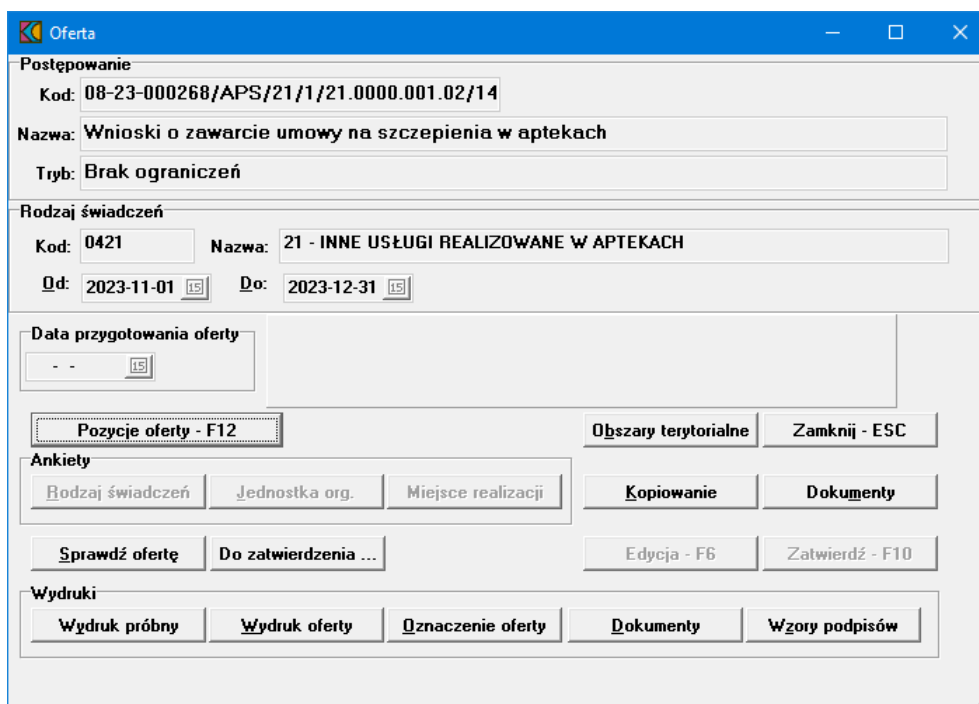 Oferta
Postępowanie
Kod: 08-23-000268/APS/21/1/21.0000.001.02/14
Nazwa: Wnioski o zawarcie umowy na szczepienia w aptekach
Tryb: Brak ograniczeń
Rodzaj świadczeń
Kod: 0421 Nazwa: 21 - INNE USŁUGI REALIZOWANE W APTEKACH
Od: 2023-11-01 15 Do: 2023-12-31 15
Data przygotowania oferty
- - 15
Pozycje oferty - F12 Obszary terytorialne Zamknij - ESC
Ankiety
Rodzaj świadczeń Jednostka org. Miejsce realizacji Kopiowanie Dokumenty
Sprawdź ofertę Do zatwierdzenia ... Edycja - F6 Zatwierdź - F10
Wydruki
Wydruk próbny Wydruk oferty Oznaczenie oferty Dokumenty Wzory podpisów